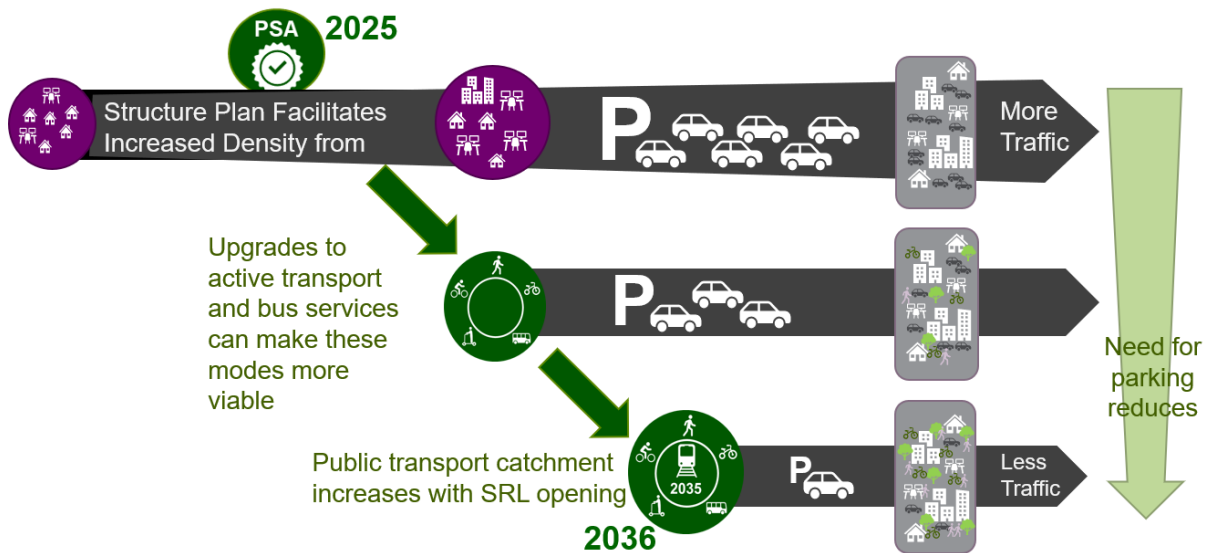 PSA
2025
Structure Plan Facilitates
Increased Density from
P
More
Traffic
Upgrades to
active transport
and bus services
can make these
modes more
viable
P
Need for
parking
reduces
Public transport catchment
increases with SRL opening
2035
2036
P
Less
Traffic